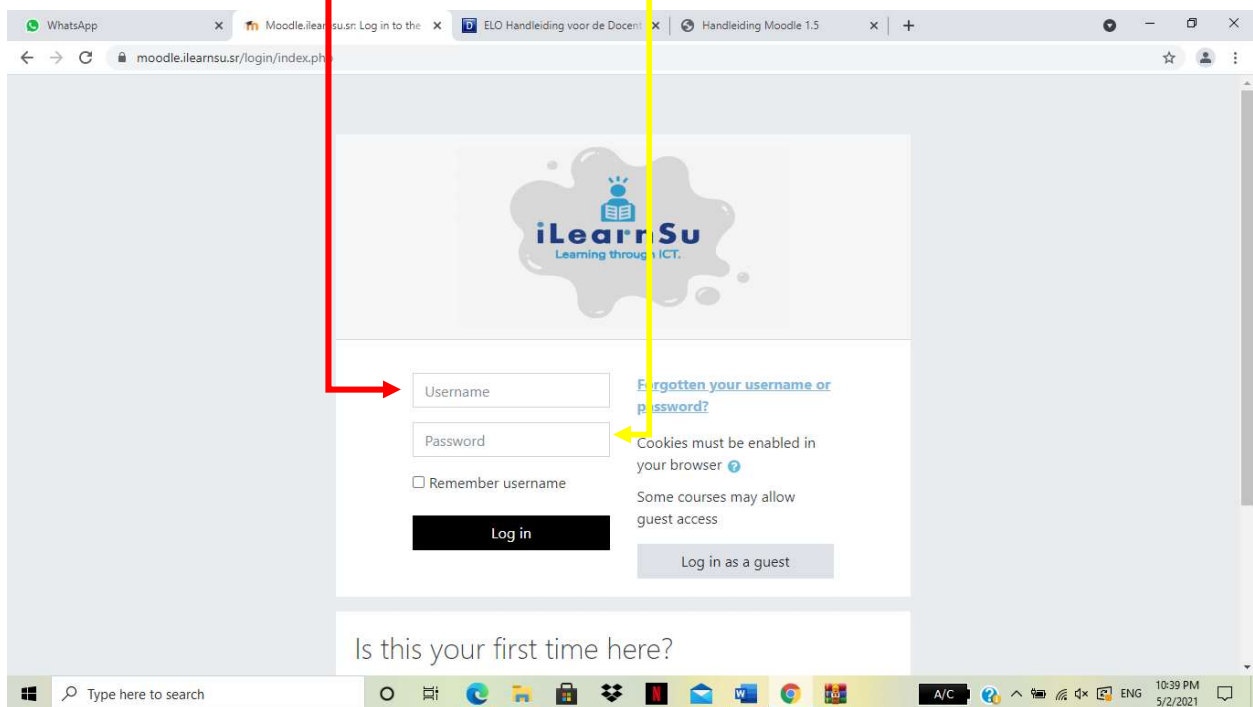 WhatsApp
Moodle.ilearnsu.sr: Log in to the
ELO Handleiding voor de Docent
Handleiding Moodle 1.5
moodle.ilearnsu.sr/login/index.php
iLearnSu
Learning through ICT.
Username
Forgotten your username or
password?
Password
Cookies must be enabled in
your browser
Remember username
Some courses may allow
guest access
Log in
Log in as a guest
Is this your first time here?
Type here to search
A/C
ENG
10:39 PM
5/2/2021